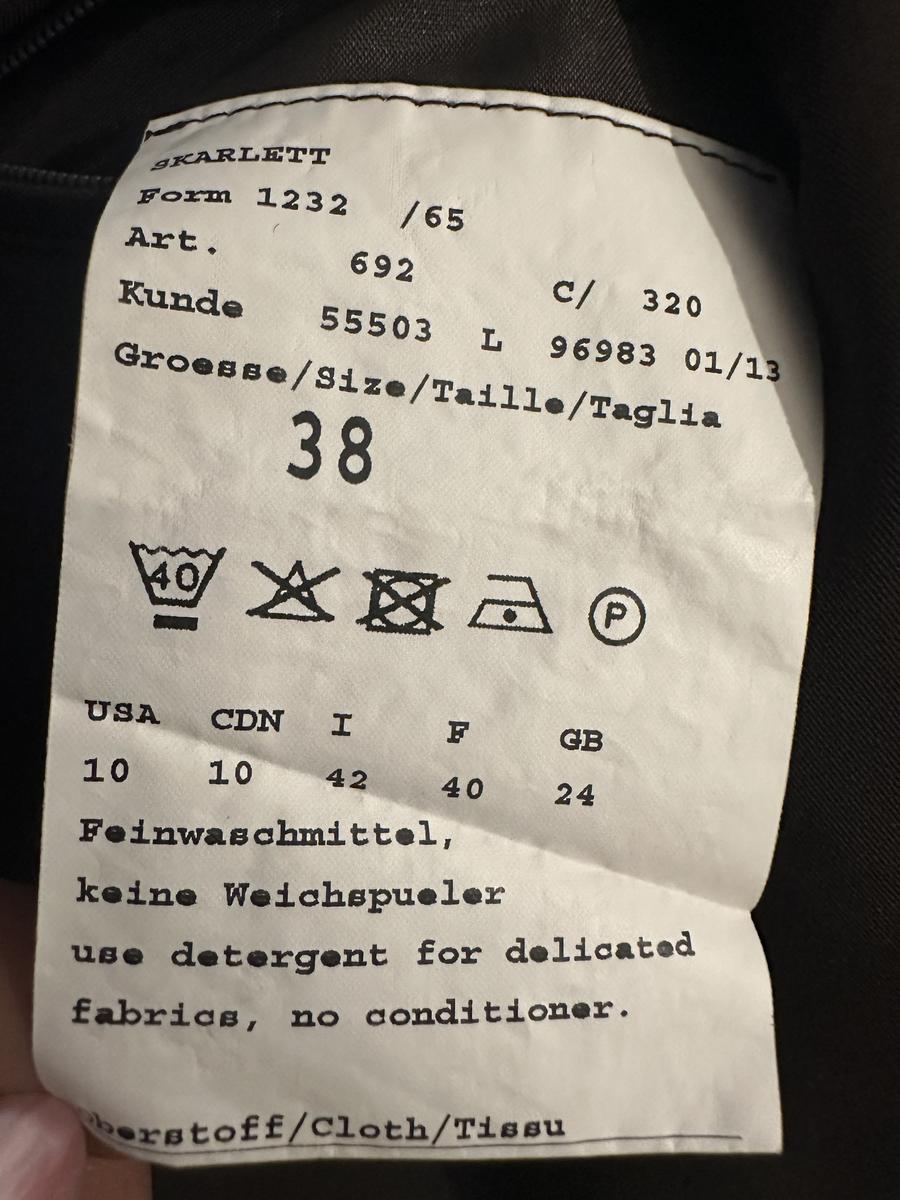 SKARLETT
Form 1232 /65
Art. 692 C/ 320
Kunde 55503 L 96983 01/13
Groesse/Size/Taille/Taglia
38
40 P
USA CDN I F GB
10 10 42 40 24
Feinwaschmittel,
keine Weichspueler
use detergent for delicated
fabrics, no conditioner.
Oberstoff/Cloth/Tissu